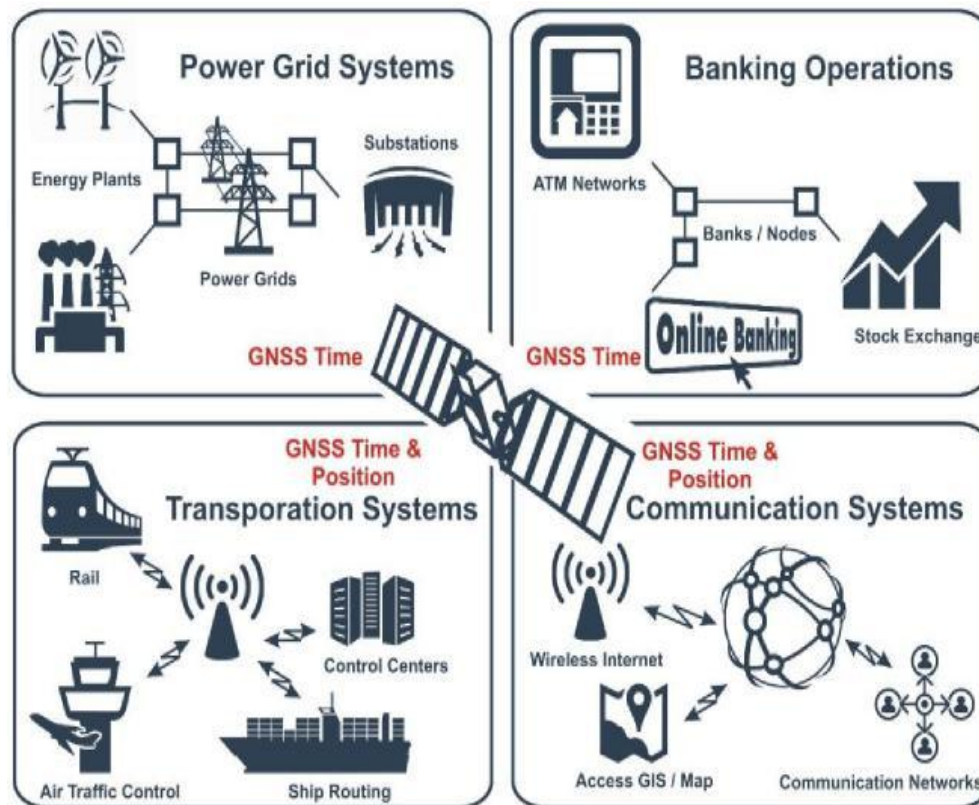 Power Grid Systems
Energy Plants
Substations
Power Grids
GNSS Time
Banking Operations
ATM Networks
Banks / Nodes
Online Banking
Stock Exchange
GNSS Time
GNSS Time &
Position
Transporation Systems
Rail
Control Centers
Air Traffic Control
Ship Routing
GNSS Time &
Position
Communication Systems
Wireless Internet
Access GIS / Map
Communication Networks